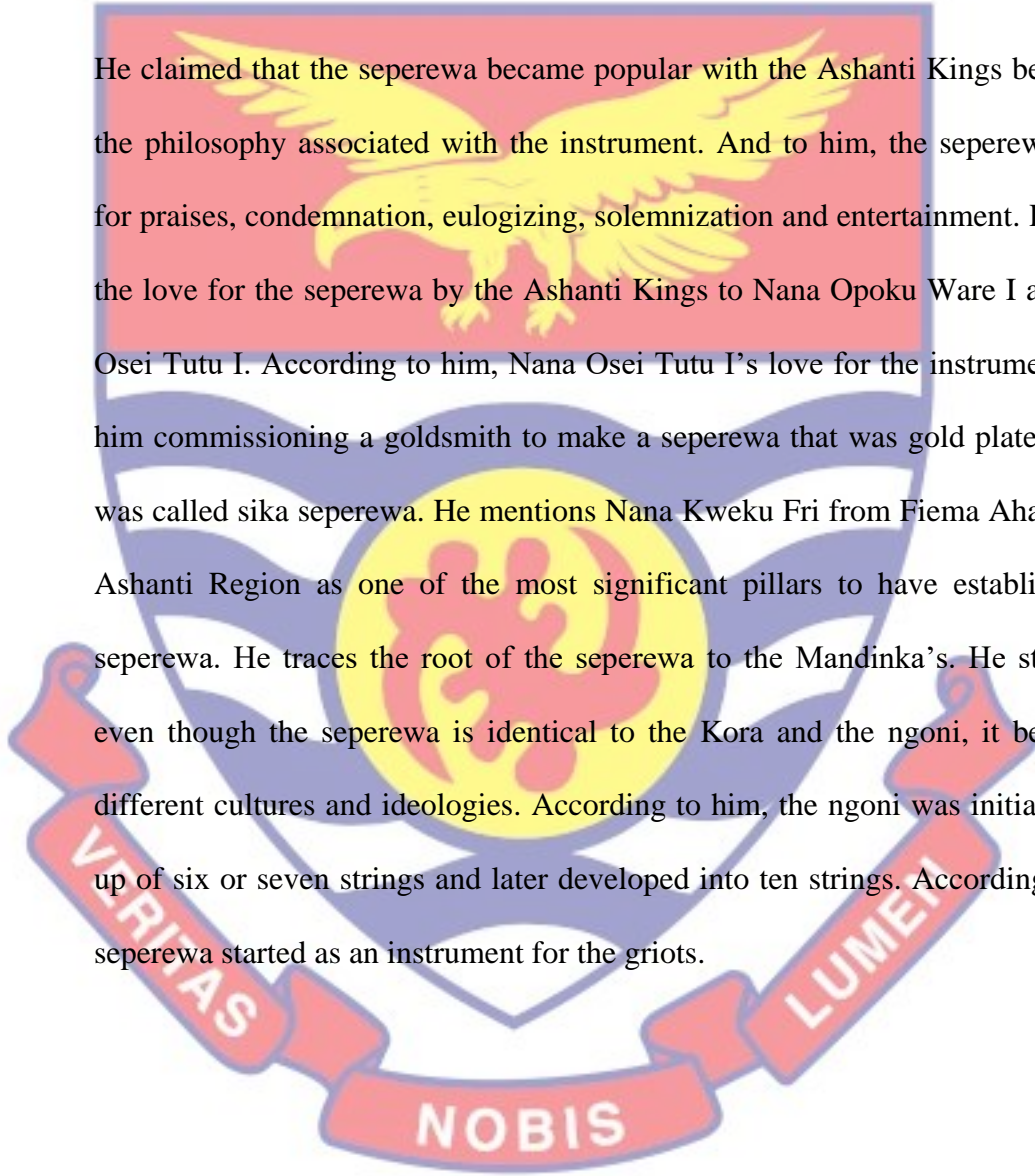 He claimed that the seperewa became popular with the Ashanti Kings be
the philosophy associated with the instrument. And to him, the seperew
for praises, condemnation, eulogizing, solemnization and entertainment.
the love for the seperewa by the Ashanti Kings to Nana Opoku Ware I a
Osei Tutu I. According to him, Nana Osei Tutu I’s love for the instrume
him commissioning a goldsmith to make a seperewa that was gold plate
was called sika seperewa. He mentions Nana Kweku Fri from Fiema Aha
Ashanti Region as one of the most significant pillars to have establi
seperewa. He traces the root of the seperewa to the Mandinka’s. He st
even though the seperewa is identical to the Kora and the ngoni, it be
different cultures and ideologies. According to him, the ngoni was initia
up of six or seven strings and later developed into ten strings. According
seperewa started as an instrument for the griots.
VERITAS
NOBIS
LUMEN